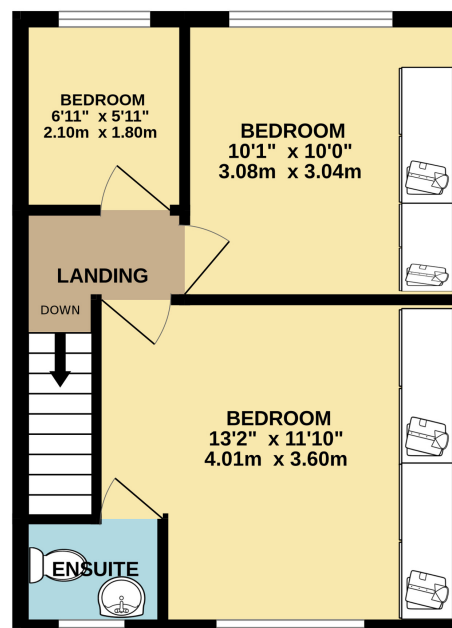 BEDROOM
6'11" x 5'11"
2.10m x 1.80m
BEDROOM
10'1" x 10'0"
3.08m x 3.04m
LANDING
DOWN
BEDROOM
13'2" x 11'10"
4.01m x 3.60m
ENSUITE